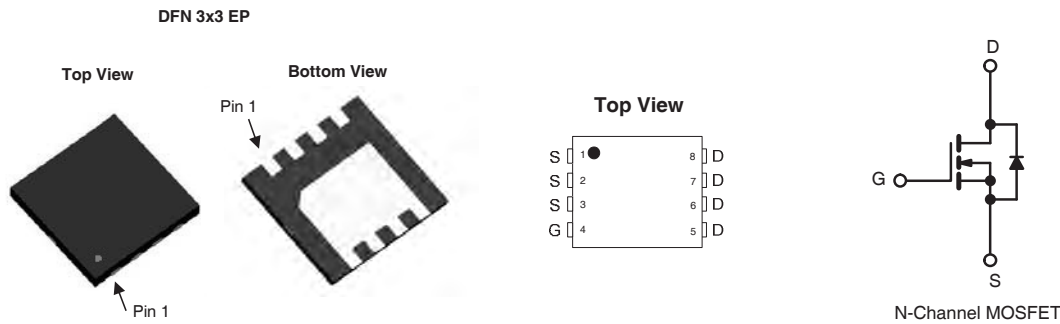 DFN 3x3 EP
Top View
Bottom View
Pin 1
Pin 1
Top View
S 1 8 D
S 2 7 D
S 3 6 D
G 4 5 D
D
G
S
N-Channel MOSFET